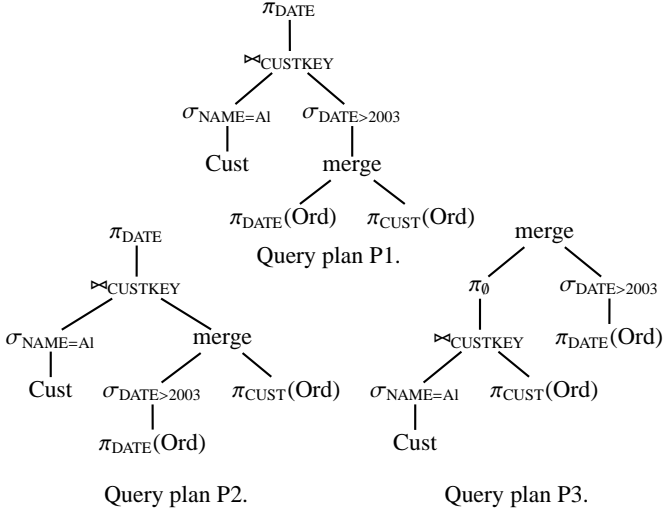 π_DATE
⋈_CUSTKEY
σ_NAME=Al σ_DATE>2003
Cust merge
π_DATE(Ord) π_CUST(Ord)
Query plan P1.
π_DATE
⋈_CUSTKEY
σ_NAME=Al merge
Cust σ_DATE>2003 π_CUST(Ord)
π_DATE(Ord)
Query plan P2.
merge
π_∅ σ_DATE>2003
⋈_CUSTKEY π_DATE(Ord)
σ_NAME=Al π_CUST(Ord)
Cust
Query plan P3.